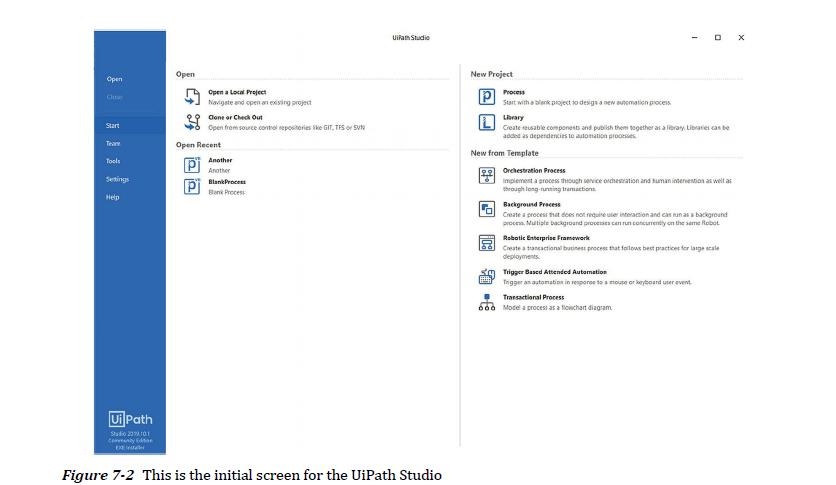 UiPath Studio
Open
Close
Start
Team
Tools
Settings
Help
UiPath
Studio 2019.10.1
Community Edition
EXE Installer
Open
Open a Local Project
Navigate and open an existing project
Clone or Check Out
Open from source control repositories like GIT, TFS or SVN
Open Recent
Another
Another
BlankProcess
Blank Process
New Project
Process
Start with a blank project to design a new automation process.
Library
Create reusable components and publish them together as a library. Libraries can be
added as dependencies to automation processes.
New from Template
Orchestration Process
Implement a process through service orchestration and human intervention as well as
through long-running transactions.
Background Process
Create a process that does not require user interaction and can run as a background
process. Multiple background processes can run concurrently on the same Robot.
Robotic Enterprise Framework
Create a transactional business process that follows best practices for large scale
deployments.
Trigger Based Attended Automation
Trigger an automation in response to a mouse or keyboard user event.
Transactional Process
Model a process as a flowchart diagram.
Figure 7-2 This is the initial screen for the UiPath Studio